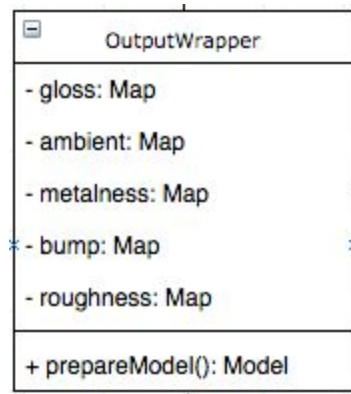 OutputWrapper
- gloss: Map
- ambient: Map
- metalness: Map
- bump: Map
- roughness: Map
+ prepareModel(): Model